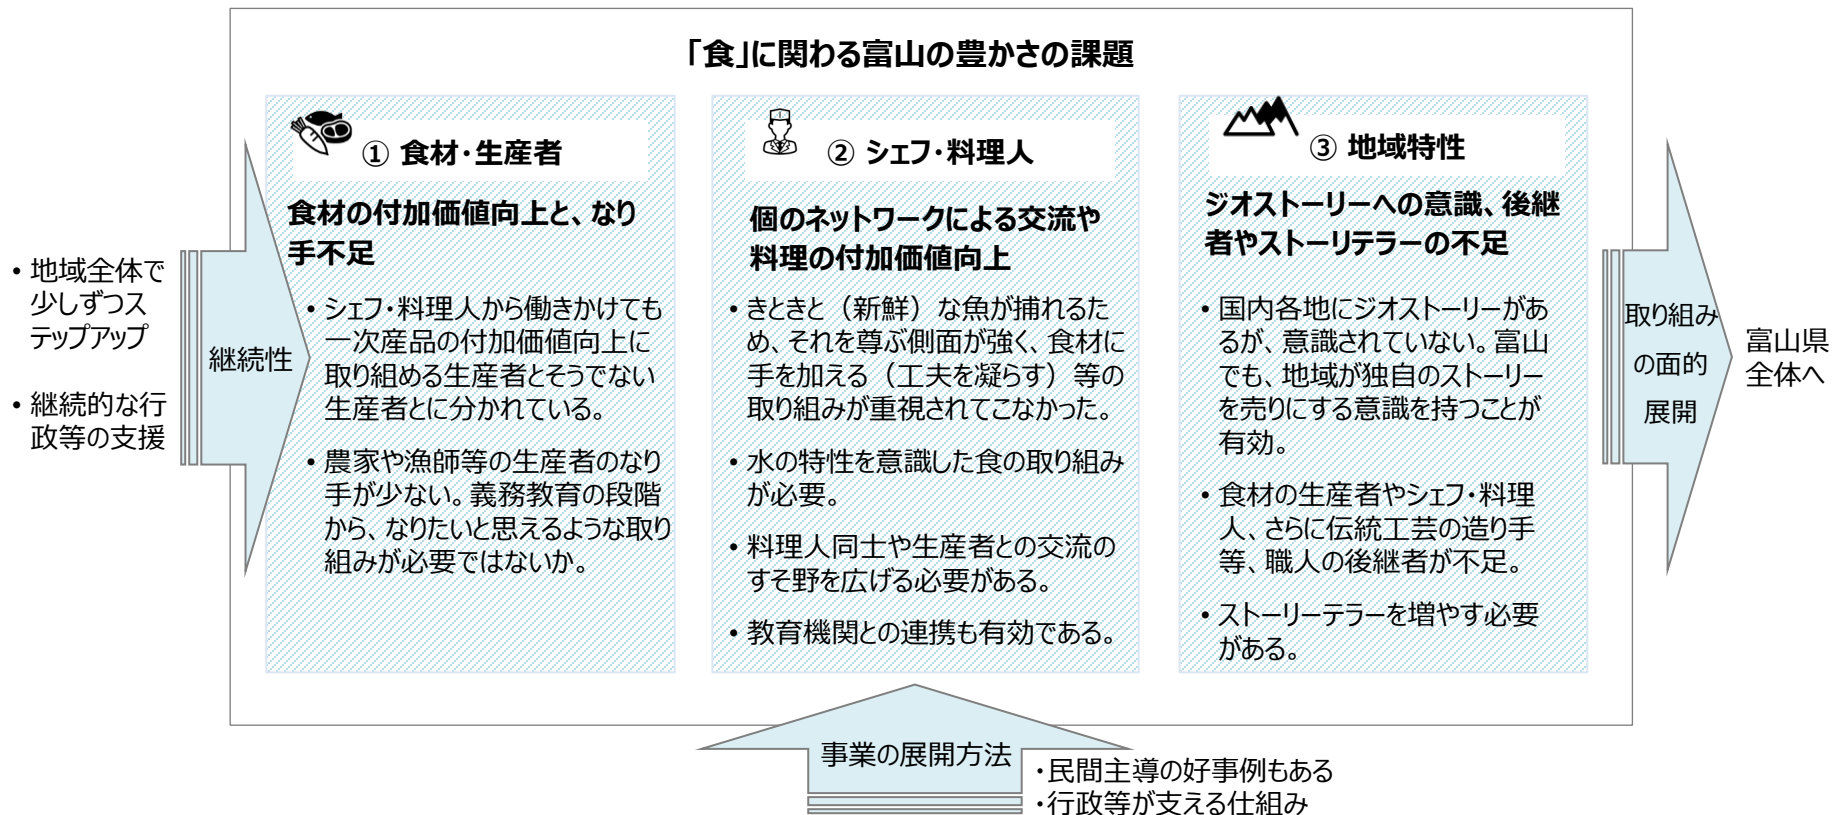 「食」に関わる富山の豊かさの課題
① 食材・生産者
食材の付加価値向上と、なり
手不足
• シェフ・料理人から働きかけても
一次産品の付加価値向上に
取り組める生産者とそうでない
生産者とに分かれている。
• 農家や漁師等の生産者のなり
手が少ない。義務教育の段階
から、なりたいと思えるような取り
組みが必要ではないか。
② シェフ・料理人
個のネットワークによる交流や
料理の付加価値向上
• きときと（新鮮）な魚が捕れるた
め、それを尊ぶ側面が強く、食材に
手を加える（工夫を凝らす）等の
取り組みが重視されてこなかった。
• 水の特性を意識した食の取り組み
が必要。
• 料理人同士や生産者との交流の
すそ野を広げる必要がある。
• 教育機関との連携も有効である。
③ 地域特性
ジオストーリーへの意識、後継
者やストーリテラーの不足
• 国内各地にジオストーリーがあ
るが、意識されていない。富山
でも、地域が独自のストーリー
を売りにする意識を持つことが
有効。
• 食材の生産者やシェフ・料理
人、さらに伝統工芸の造り手
等、職人の後継者が不足。
• ストーリーテラーを増やす必要
がある。
• 地域全体で
少しずつス
テップアップ
• 継続的な行
政等の支援
継続性
取り組み
の面的
展開
富山県
全体へ
事業の展開方法
・民間主導の好事例もある
・行政等が支える仕組み